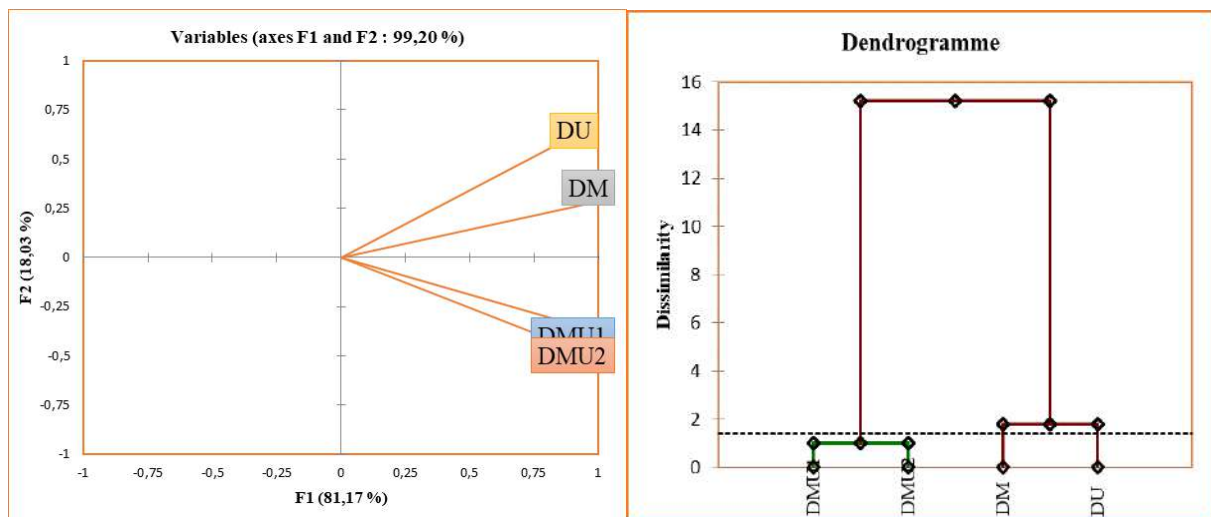 Variables (axes F1 and F2 : 99,20 %)
1
0,75
0,5
0,25
0
-0,25
-0,5
-0,75
-1
F2 (18,03 %)
DU
DM
DMU1
DMU2
-1
-0,75
-0,5
-0,25
0
0,25
0,5
0,75
1
F1 (81,17 %)
Dendrogramme
16
14
12
10
8
6
4
2
0
Dissimilarity
DMU1
DMU2
DM
DU